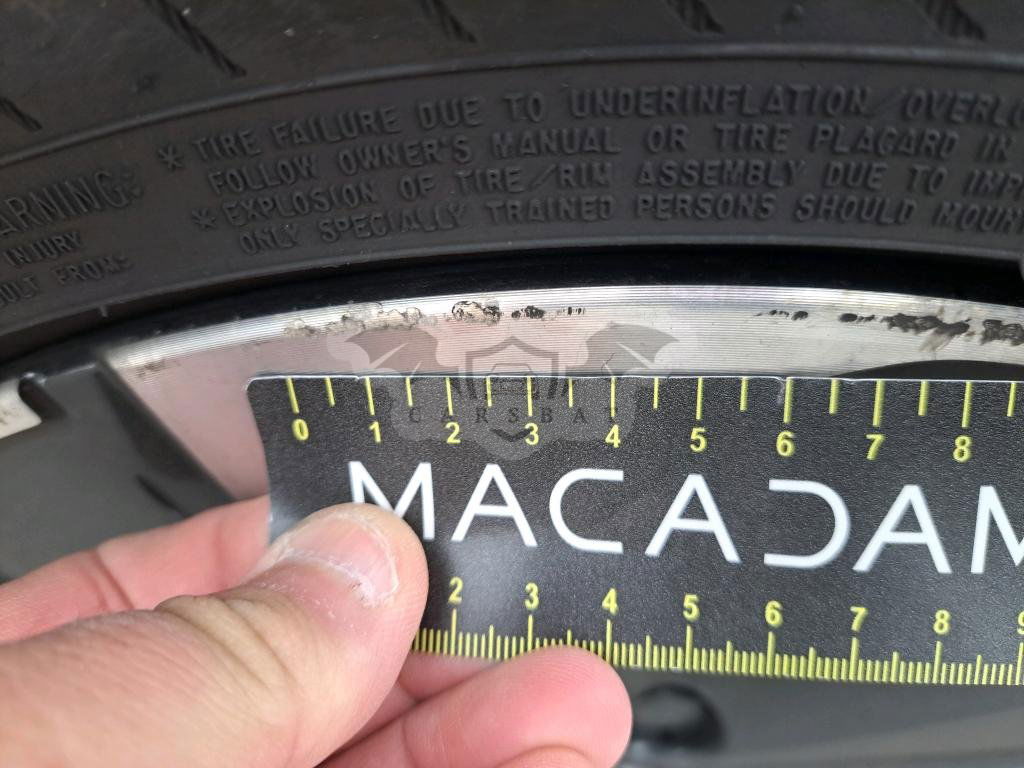 * TIRE FAILURE DUE TO UNDERINFLATION/OVERLO
FOLLOW OWNER'S MANUAL OR TIRE PLACARD IN
* EXPLOSION OF TIRE/RIM ASSEMBLY DUE TO IMP
ONLY SPECIALLY TRAINED PERSONS SHOULD MOUNT
ARNING:
INJURY
ULT FROM:
0 1 2 3 4 5 6 7 8
CARSBA
MACADAM
2 3 4 5 6 7 8 9